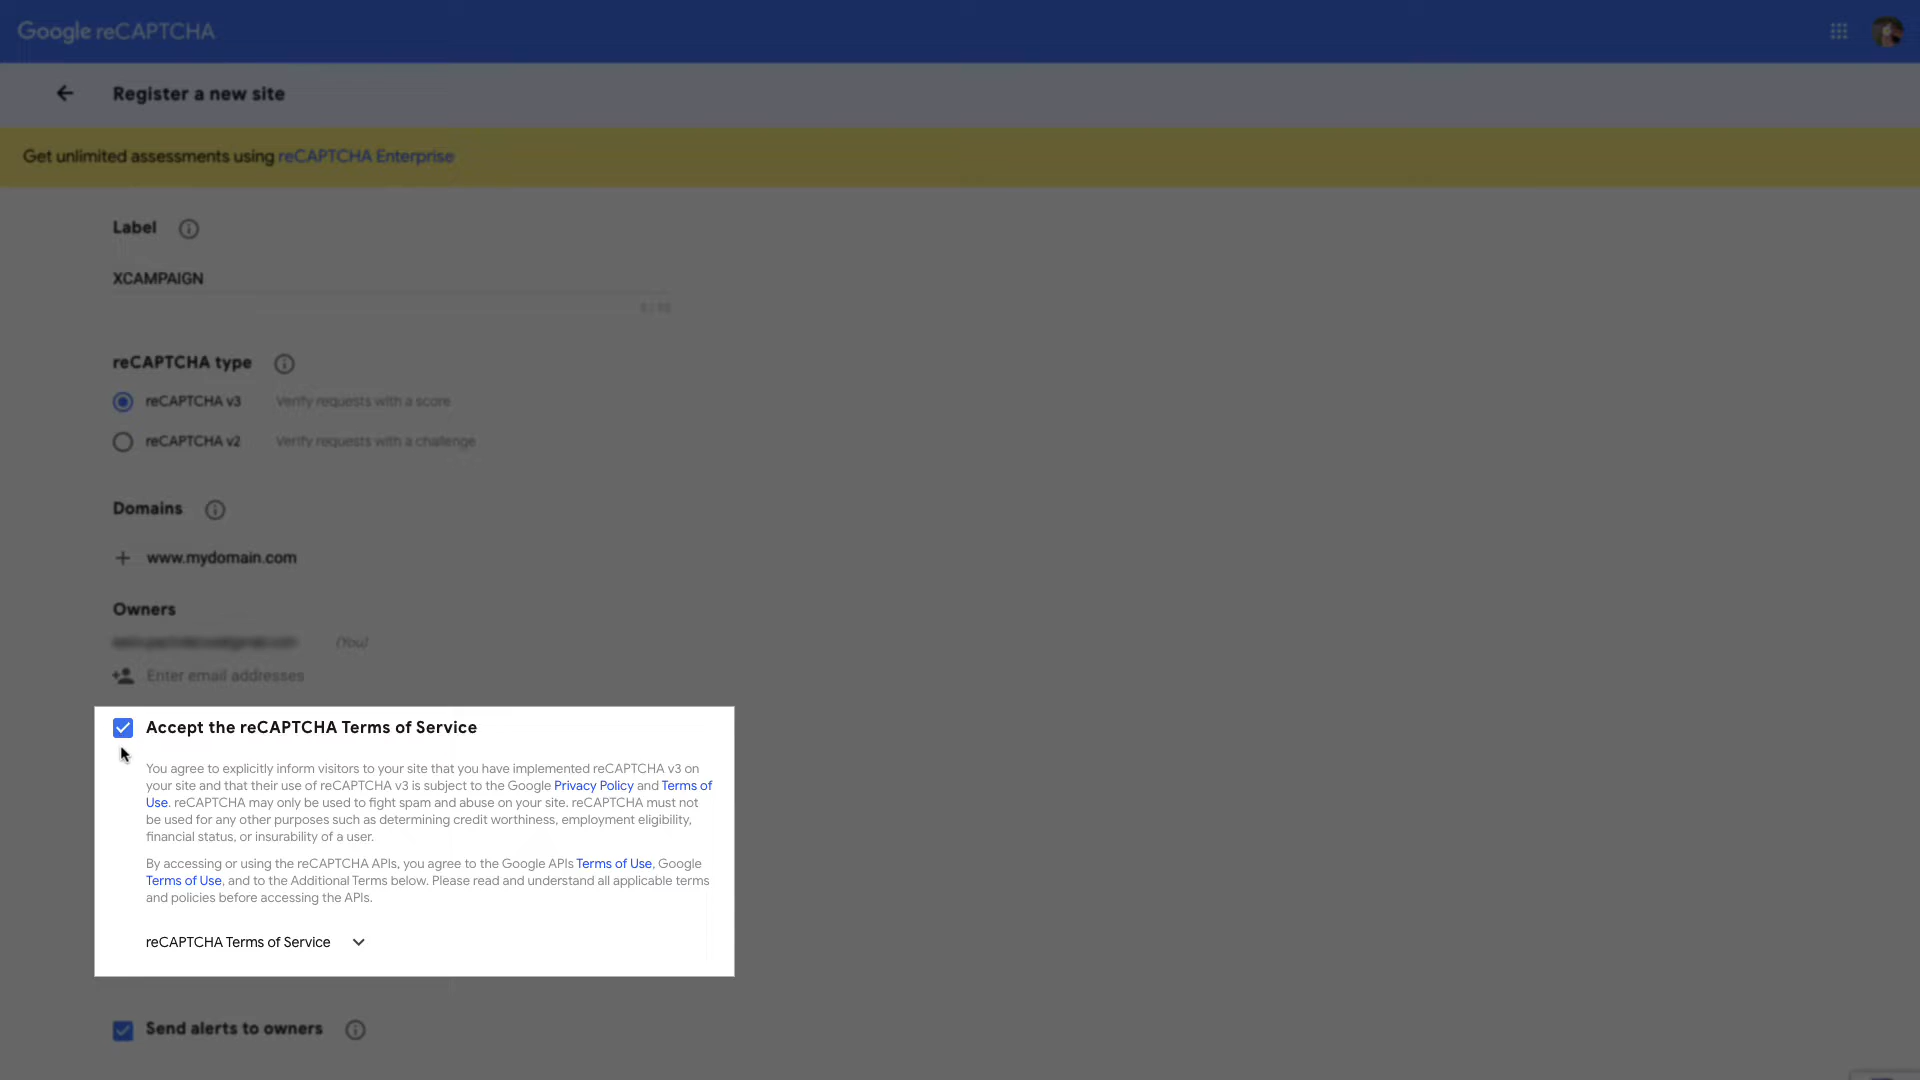 Google reCAPTCHA
Register a new site
Get unlimited assessments using reCAPTCHA Enterprise
Label
XCAMPAIGN
reCAPTCHA type
reCAPTCHA v3 Verify requests with a score
reCAPTCHA v2 Verify requests with a challenge
Domains
www.mydomain.com
Owners
(You)
Enter email addresses
Accept the reCAPTCHA Terms of Service
You agree to explicitly inform visitors to your site that you have implemented reCAPTCHA v3 on
your site and that their use of reCAPTCHA v3 is subject to the Google Privacy Policy and Terms of
Use. reCAPTCHA may only be used to fight spam and abuse on your site. reCAPTCHA must not
be used for any other purposes such as determining credit worthiness, employment eligibility,
financial status, or insurability of a user.
By accessing or using the reCAPTCHA APIs, you agree to the Google APIs Terms of Use, Google
Terms of Use, and to the Additional Terms below. Please read and understand all applicable terms
and policies before accessing the APIs.
reCAPTCHA Terms of Service
Send alerts to owners